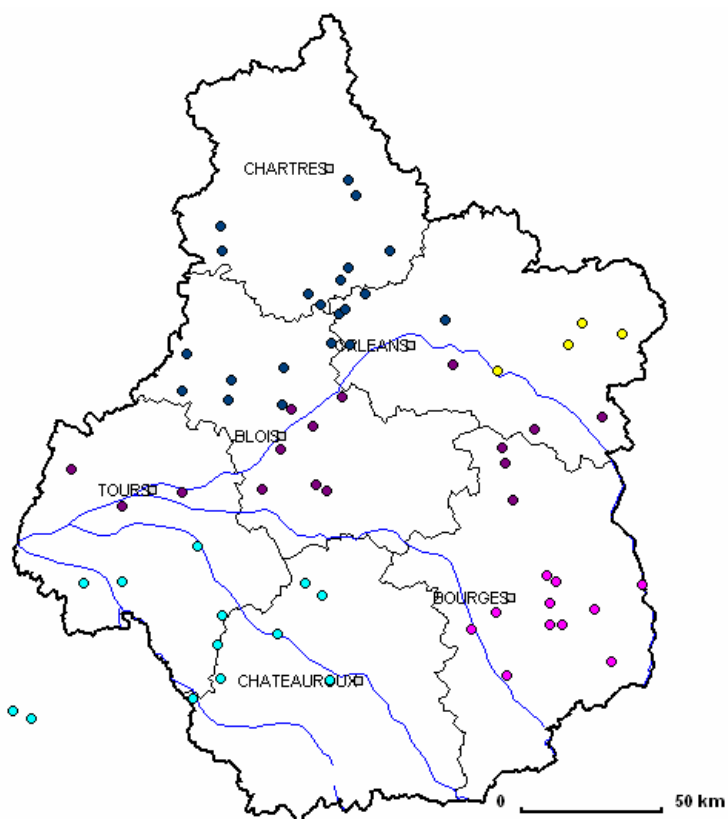 CHARTRES
ORLEANS
BLOIS
TOURS
BOURGES
CHATEAUROUX
0 50 km